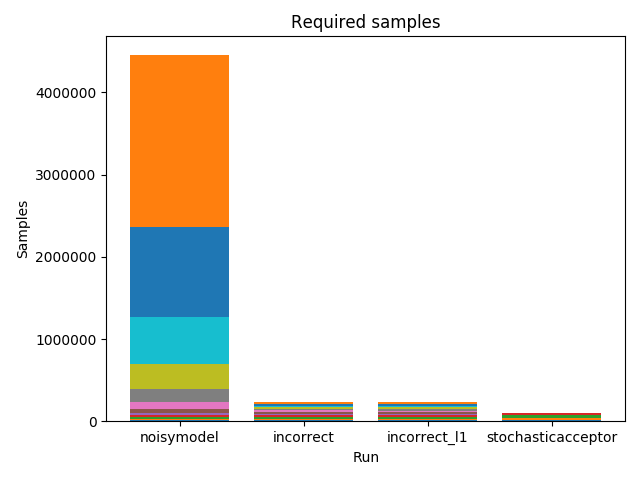 Required samples
4000000
3000000
2000000
1000000
0
Samples
noisymodel incorrect incorrect_l1 stochasticacceptor
Run